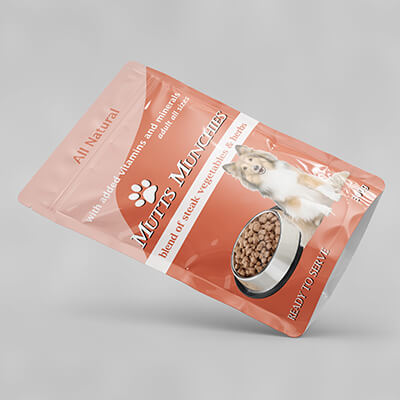 All Natural
with added vitamins and minerals
adult all sizes
MUTTS MUNCHIES
blend of steak vegetables & herbs
READY TO SERVE